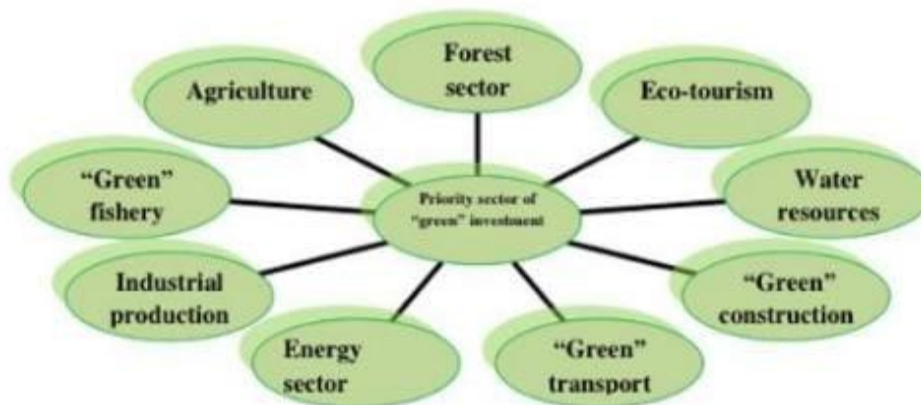 Forest
sector
Agriculture
Eco-tourism
“Green”
fishery
Priority sector of
“green” investment
Water
resources
Industrial
production
“Green”
construction
Energy
sector
“Green”
transport